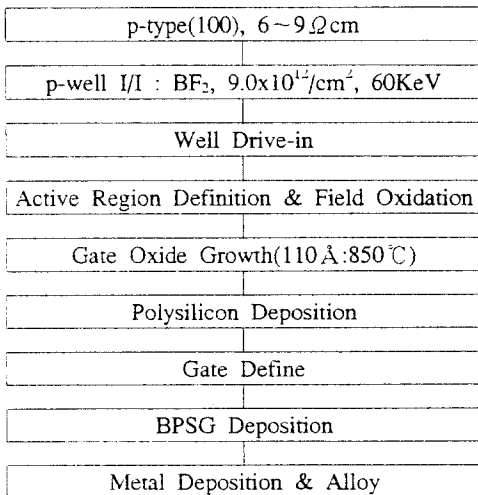 p-type(100), 6~9Ωcm
p-well I/I : BF₂, 9.0x10¹²/cm², 60KeV
Well Drive-in
Active Region Definition & Field Oxidation
Gate Oxide Growth(110Å:850℃)
Polysilicon Deposition
Gate Define
BPSG Deposition
Metal Deposition & Alloy